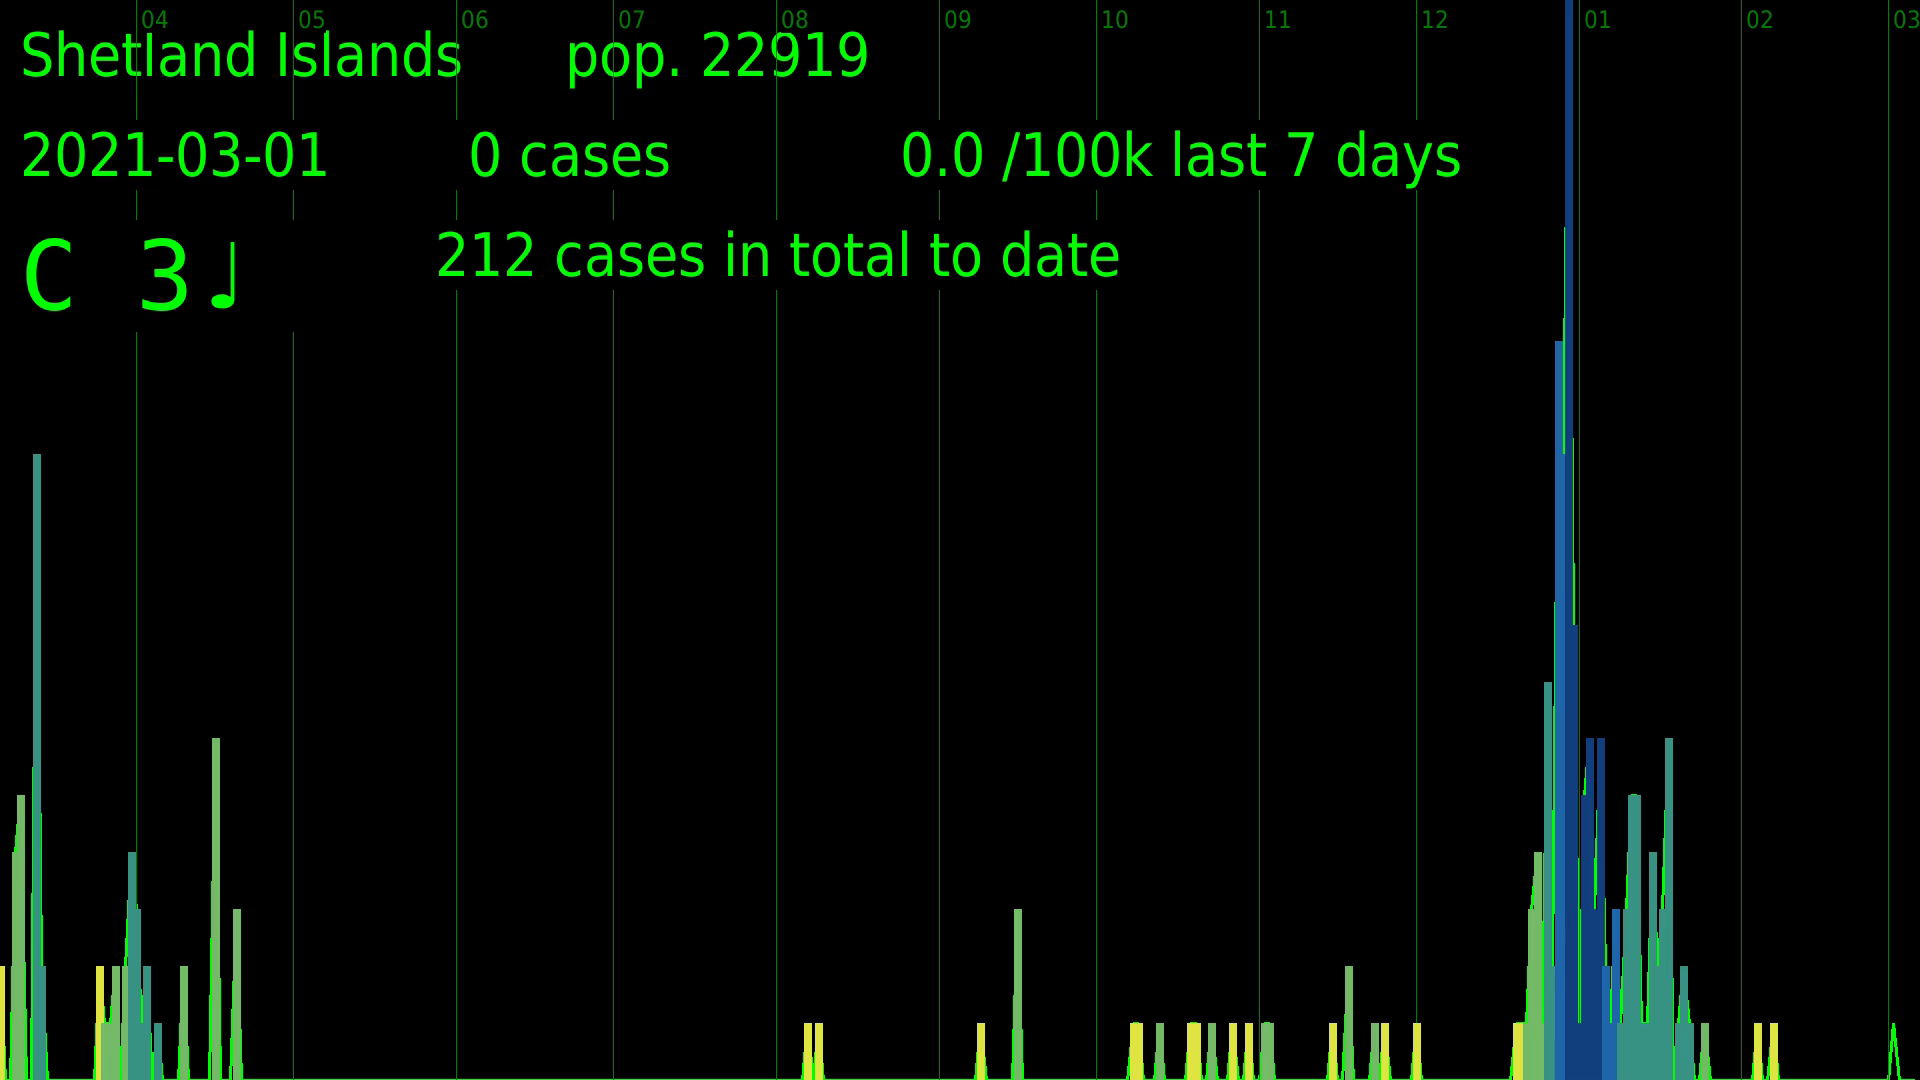 04 05 06 07 08 09 10 11 12 01 02 03
Shetland Islands pop. 22919
2021-03-01 0 cases 0.0 /100k last 7 days
C 3♩ 212 cases in total to date